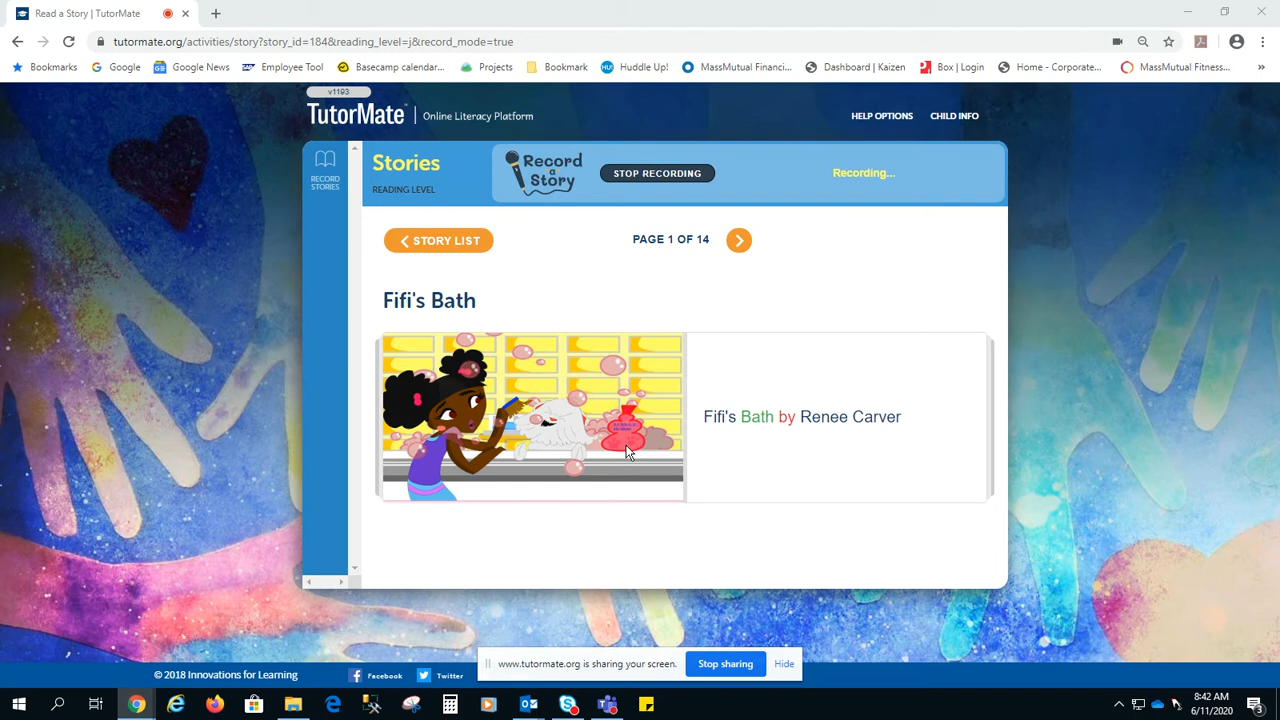 Read a Story | TutorMate
tutormate.org/activities/story?story_id=184&reading_level=j&record_mode=true
Bookmarks Google Google News Employee Tool Basecamp calendar... Projects Bookmark Huddle Up! MassMutual Financi... Dashboard | Kaizen Box | Login Home - Corporate... MassMutual Fitness... »
v1193
TutorMate Online Literacy Platform
HELP OPTIONS CHILD INFO
RECORD
STORIES
Stories
READING LEVEL
Record
a
Story
STOP RECORDING
Recording...
STORY LIST
PAGE 1 OF 14
Fifi's Bath
Fifi's Bath by Renee Carver
www.tutormate.org is sharing your screen. Stop sharing Hide
© 2018 Innovations for Learning Facebook Twitter
8:42 AM
6/11/2020